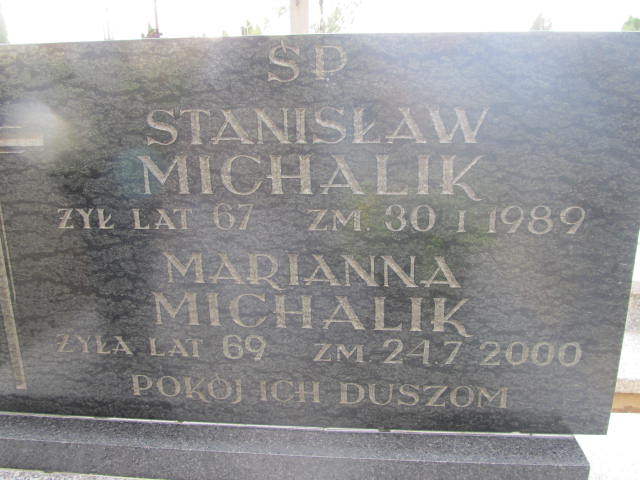 ŚP
STANISŁAW
MICHALIK
ŻYŁ LAT 67 ZM. 30 I 1989
MARIANNA
MICHALIK
ŻYŁA LAT 69 ZM. 24.7 2000
POKÓJ ICH DUSZOM